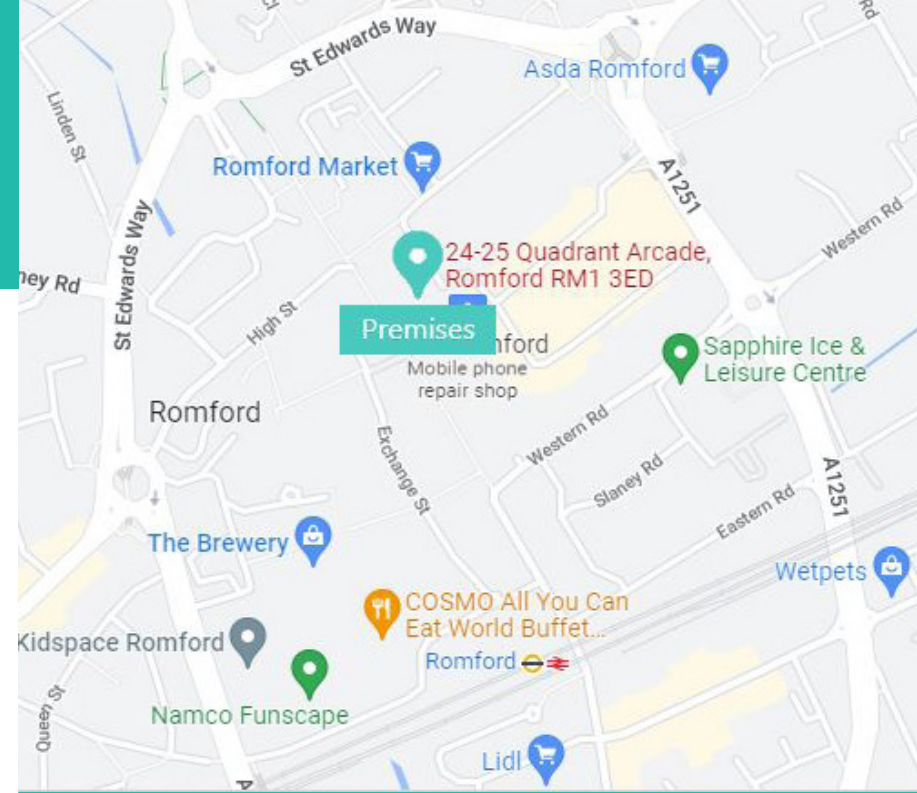 St Edwards Way
Asda Romford
Linden St
Romford Market
A1251
Western Rd
St Edwards Way
24-25 Quadrant Arcade,
Romford RM1 3ED
ney Rd
High St
Premises
mford
Mobile phone
repair shop
Sapphire Ice &
Leisure Centre
Romford
Western Rd
Exchange St
Slaney Rd
A1251
Eastern Rd
The Brewery
Wetpets
COSMO All You Can
Eat World Buffet...
Kidspace Romford
Romford
Queen St
Namco Funscape
Lidl
A
Rd